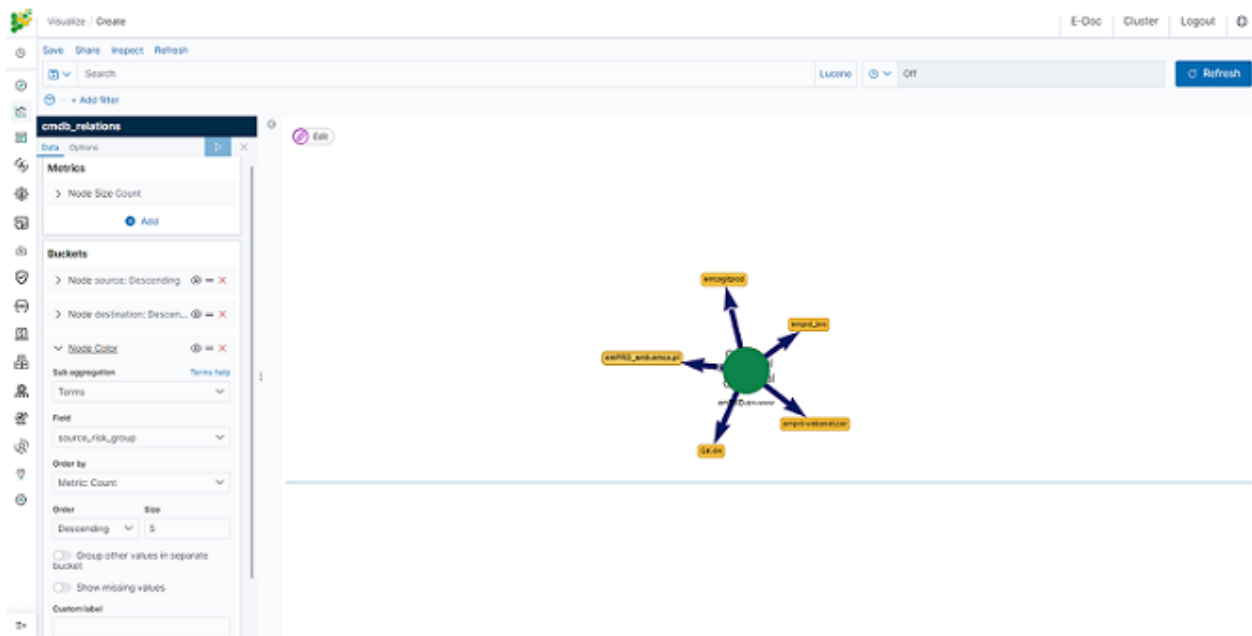 Visualize / Create
E-Doc
Cluster
Logout
Save Share Inspect Refresh
Search
Lucene
Off
Refresh
+ Add filter
cmdb_relations
Data Options
Edit
Metrics
Node Size Count
Add
Buckets
Node source: Descending
Node destination: Descen...
Node Color
Sub aggregation
Terms help
Terms
Field
source_risk_group
Order by
Metric: Count
Order
Size
Descending
5
Group other values in separate bucket
Show missing values
Custom label